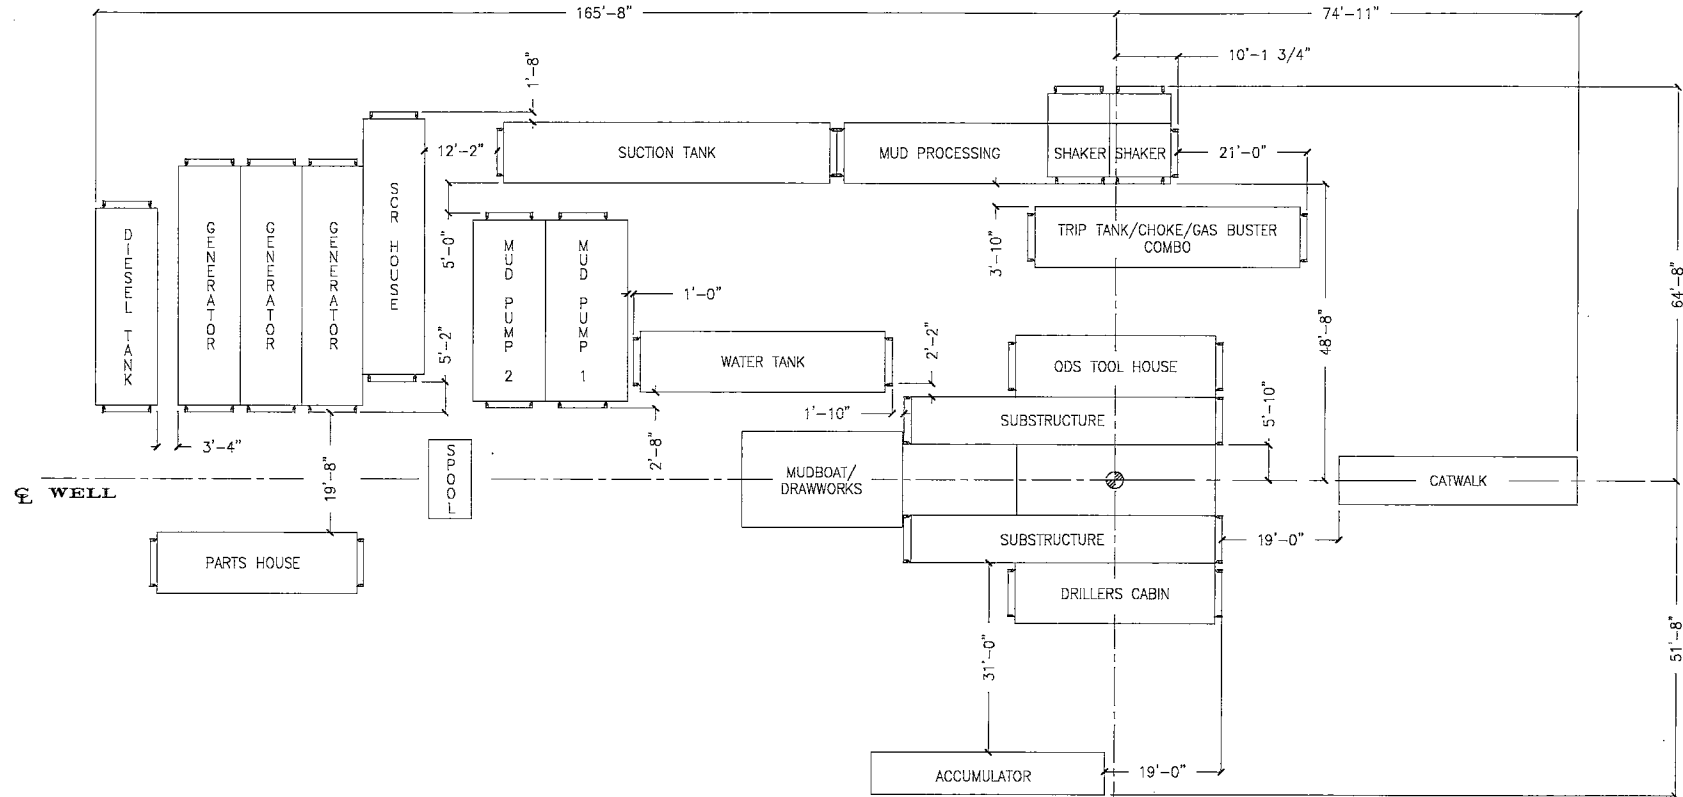 165'-8"
74'-11"
10'-1 3/4"
1'-8"
12'-2"
SUCTION TANK
MUD PROCESSING
SHAKER
SHAKER
21'-0"
SCR HOUSE
DIESEL TANK
GENERATOR
GENERATOR
GENERATOR
5'-0"
MUD PUMP 2
MUD PUMP 1
3'-10"
TRIP TANK/CHOKE/GAS BUSTER
COMBO
64'-8"
1'-0"
48'-8"
5'-2"
WATER TANK
2'-2"
ODS TOOL HOUSE
1'-10"
SUBSTRUCTURE
5'-10"
3'-4"
19'-8"
SPOOL
2'-8"
MUDBOAT/
DRAWWORKS
CATWALK
℄ WELL
SUBSTRUCTURE
19'-0"
PARTS HOUSE
DRILLERS CABIN
51'-8"
31'-0"
ACCUMULATOR
19'-0"